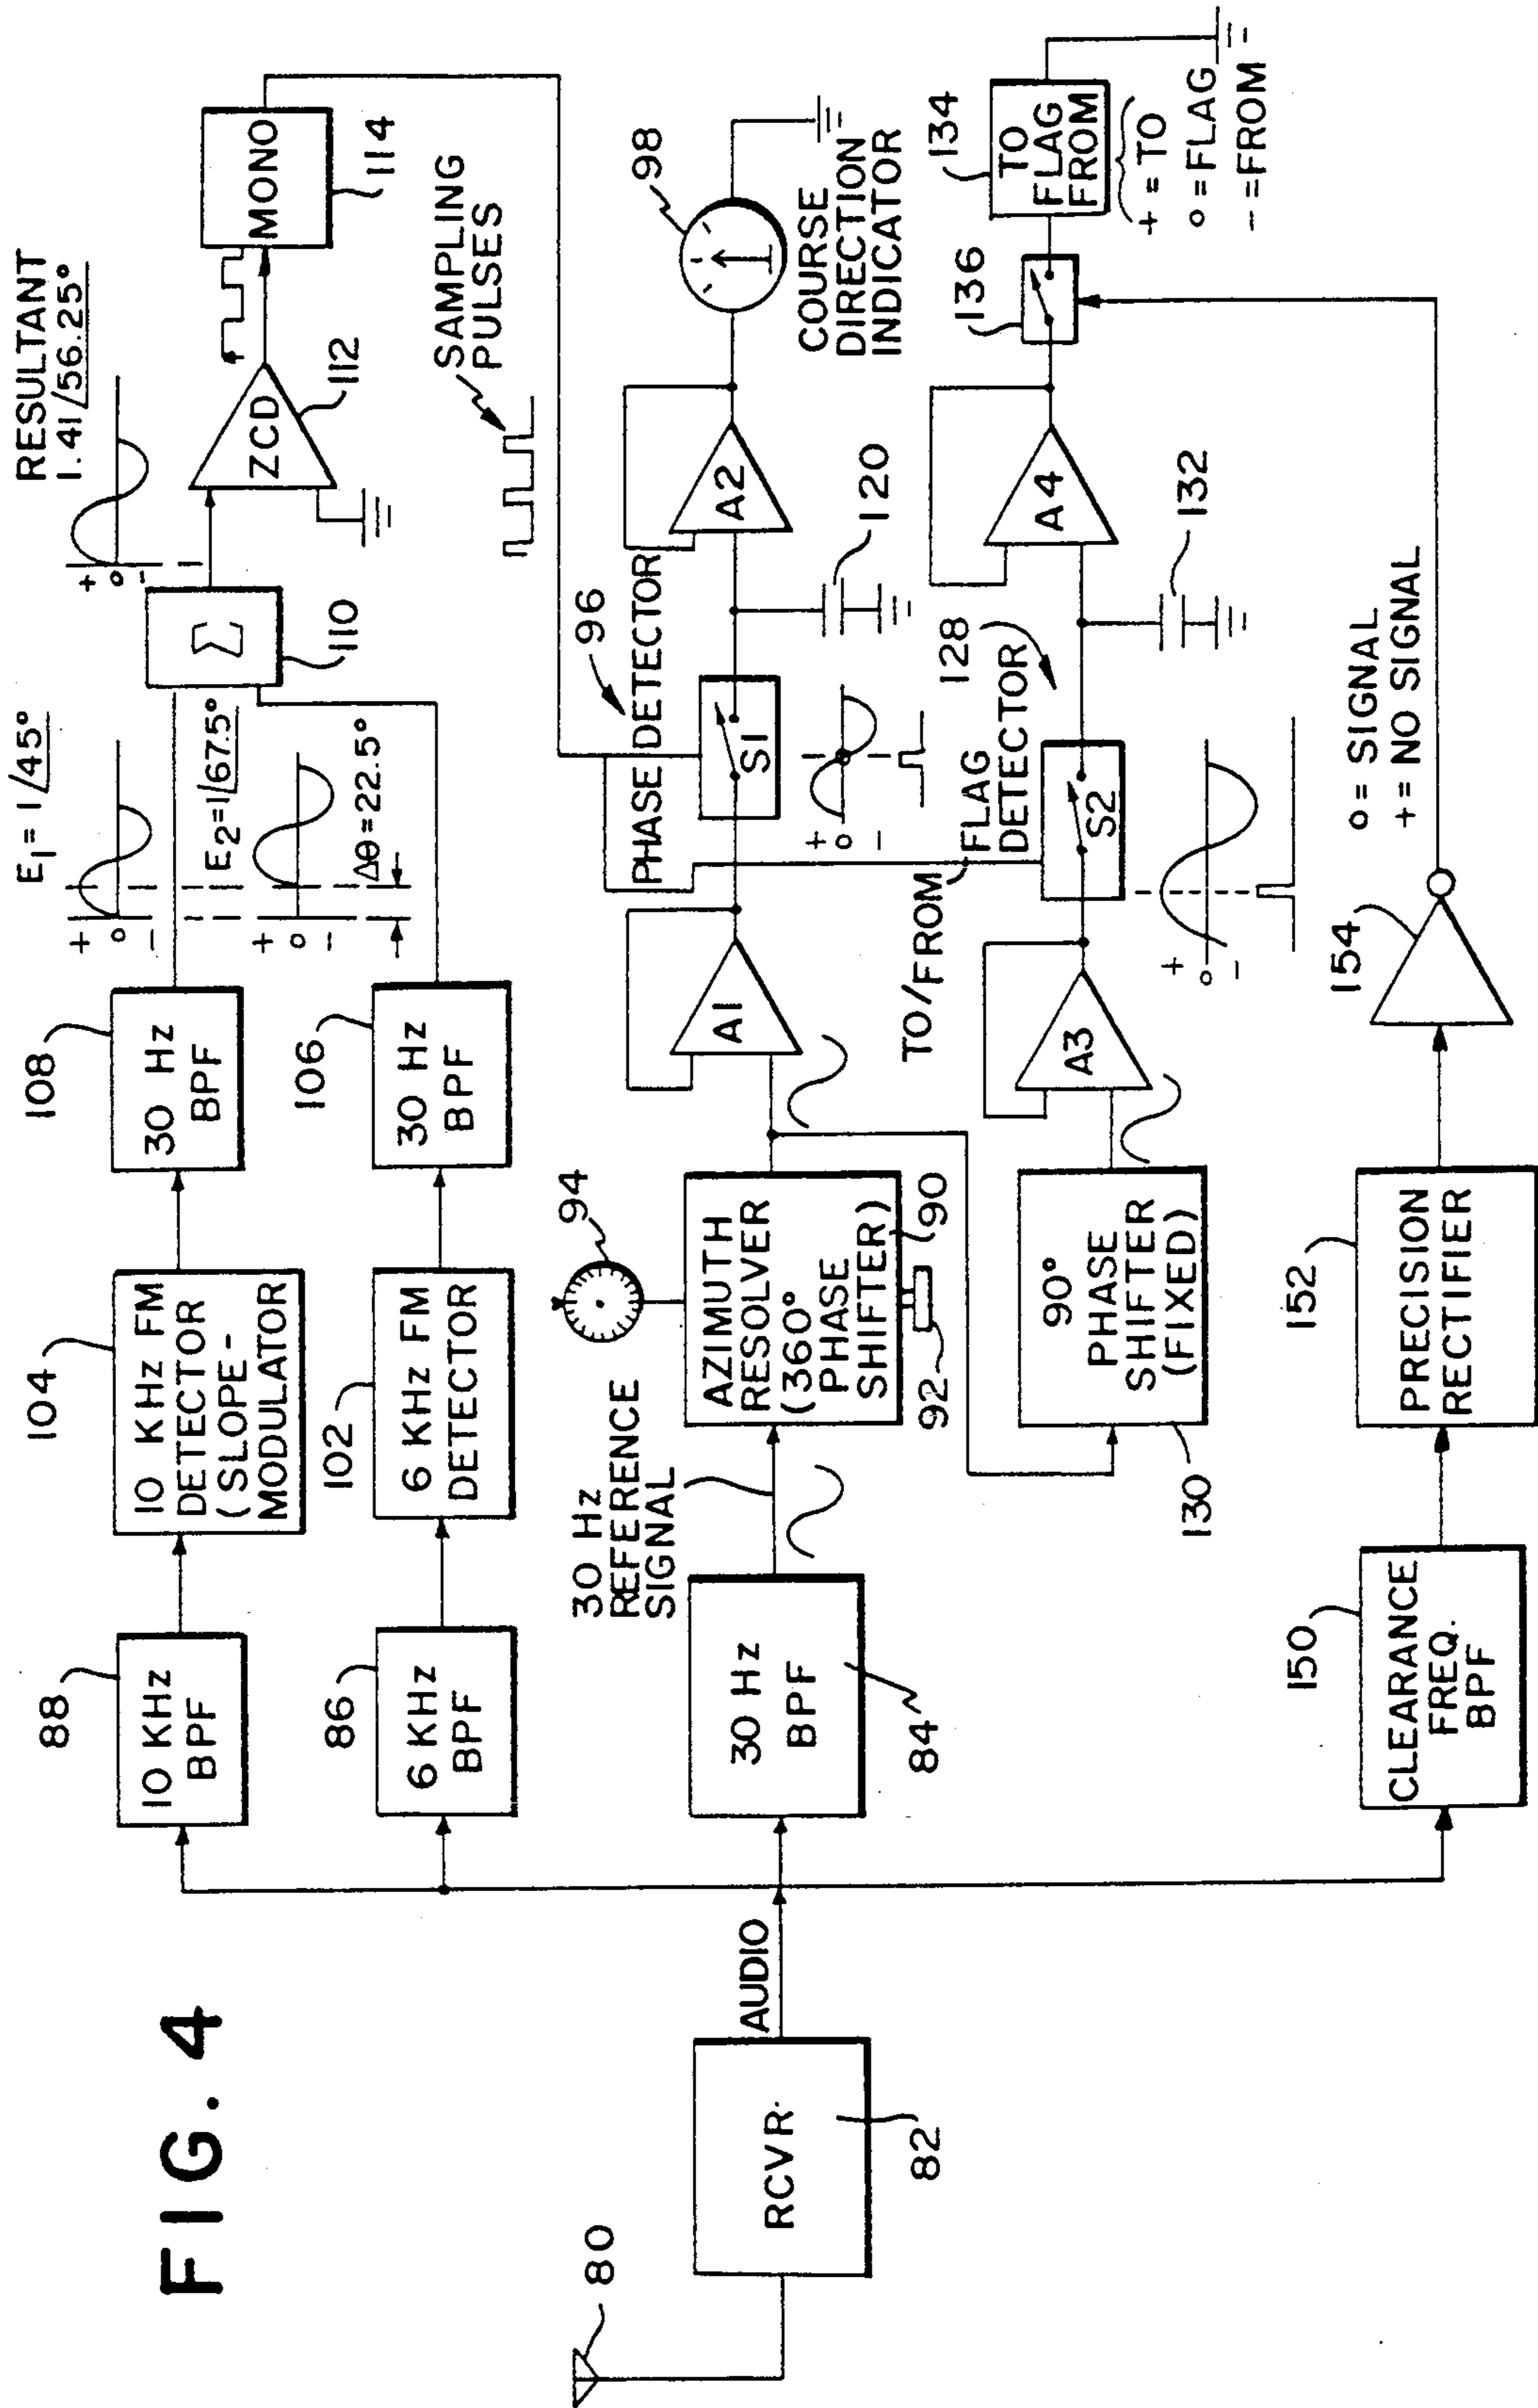 FIG. 4
80
RCVR.
82
AUDIO
88
10 KHz
BPF
104
10 KHz FM
DETECTOR
(SLOPE-
MODULATOR
108
30 Hz
BPF
E1 = 1/45°
+
o
−
86
6 KHz
BPF
102
6 KHz FM
DETECTOR
106
30 Hz
BPF
E2=1/67.5°
+
o
−
Δθ=22.5°
Σ
110
RESULTANT
1.41/56.25°
+
o
−
ZCD
112
MONO
114
SAMPLING
PULSES
30 Hz
BPF
84
30 Hz
REFERENCE
SIGNAL
94
AZIMUTH
RESOLVER
(360°
PHASE
SHIFTER)
90
92
A1
PHASE DETECTOR
96
S1
+
o
−
120
A2
98
COURSE
DIRECTION
INDICATOR
90°
PHASE
SHIFTER
(FIXED)
130
A3
TO/FROM FLAG
DETECTOR
128
S2
+
o
−
132
A4
136
134
TO
FLAG
FROM
+ = TO
o = FLAG
− = FROM
150
CLEARANCE
FREQ.
BPF
152
PRECISION
RECTIFIER
154
o = SIGNAL
+ = NO SIGNAL